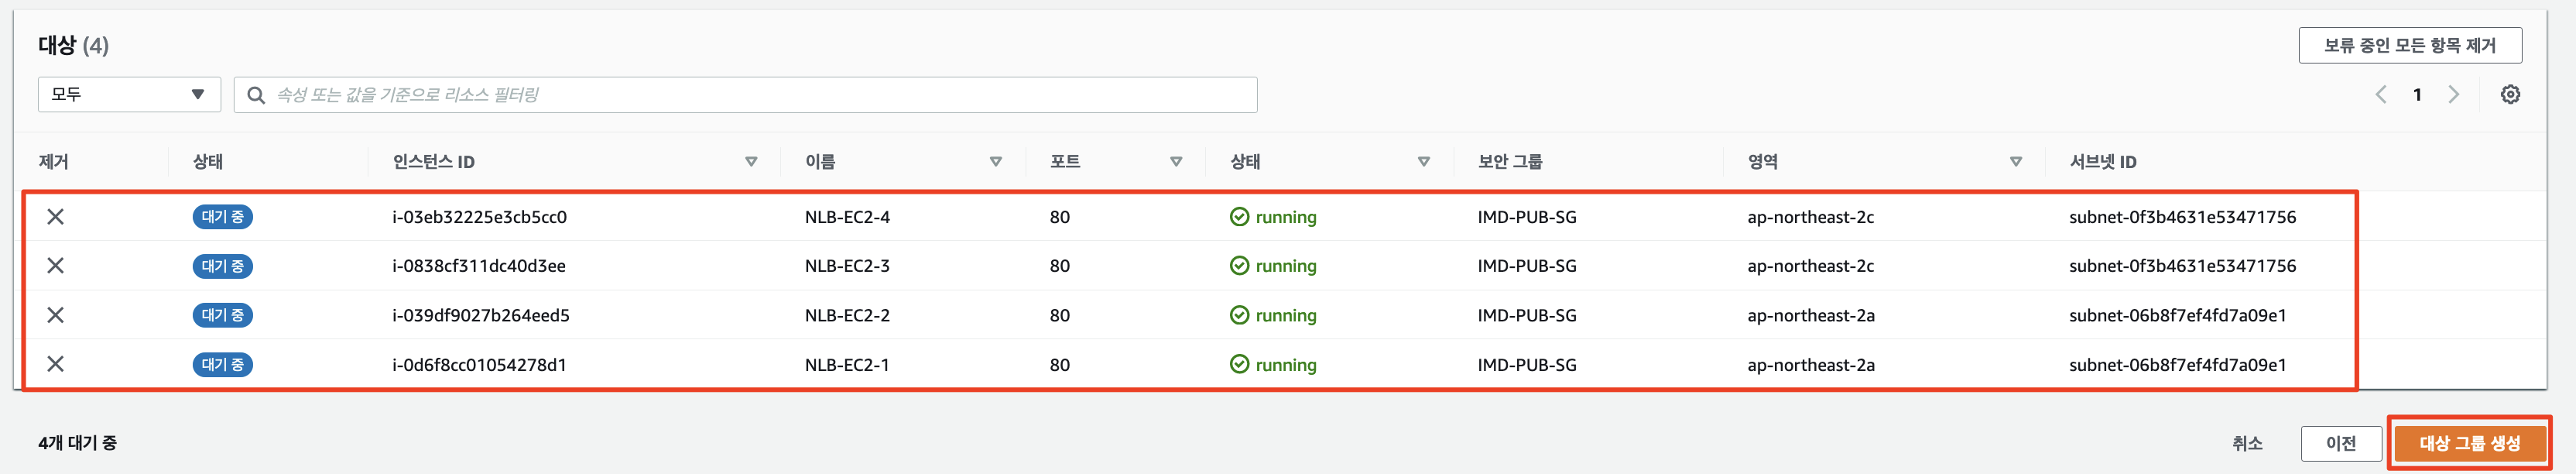 대상 (4)
보류 중인 모든 항목 제거
모두
속성 또는 값을 기준으로 리소스 필터링
1
제거 상태 인스턴스 ID 이름 포트 상태 보안 그룹 영역 서브넷 ID
대기 중 i-03eb32225e3cb5cc0 NLB-EC2-4 80 running IMD-PUB-SG ap-northeast-2c subnet-0f3b4631e53471756
대기 중 i-0838cf311dc40d3ee NLB-EC2-3 80 running IMD-PUB-SG ap-northeast-2c subnet-0f3b4631e53471756
대기 중 i-039df9027b264eed5 NLB-EC2-2 80 running IMD-PUB-SG ap-northeast-2a subnet-06b8f7ef4fd7a09e1
대기 중 i-0d6f8cc01054278d1 NLB-EC2-1 80 running IMD-PUB-SG ap-northeast-2a subnet-06b8f7ef4fd7a09e1
4개 대기 중
취소 이전 대상 그룹 생성